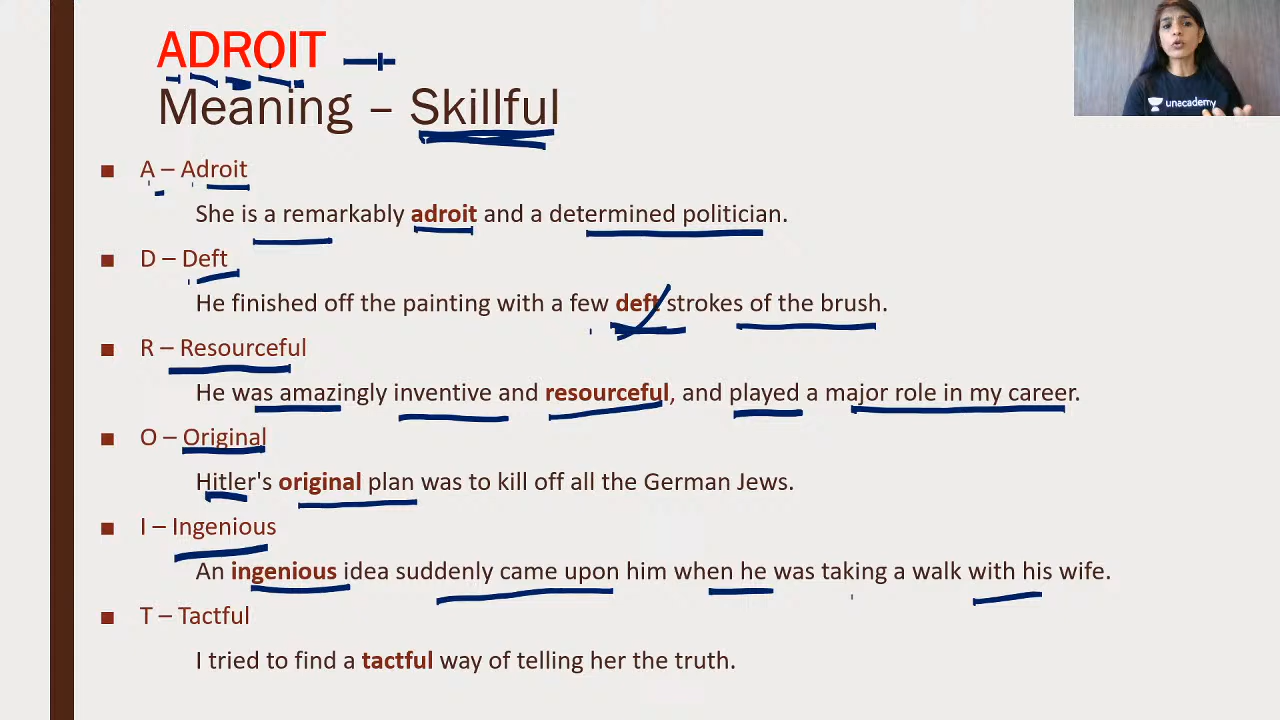 ADROIT
Meaning – Skillful
unacademy
■ A – Adroit
She is a remarkably adroit and a determined politician.
■ D – Deft
He finished off the painting with a few deft strokes of the brush.
■ R – Resourceful
He was amazingly inventive and resourceful, and played a major role in my career.
■ O – Original
Hitler's original plan was to kill off all the German Jews.
■ I – Ingenious
An ingenious idea suddenly came upon him when he was taking a walk with his wife.
■ T – Tactful
I tried to find a tactful way of telling her the truth.